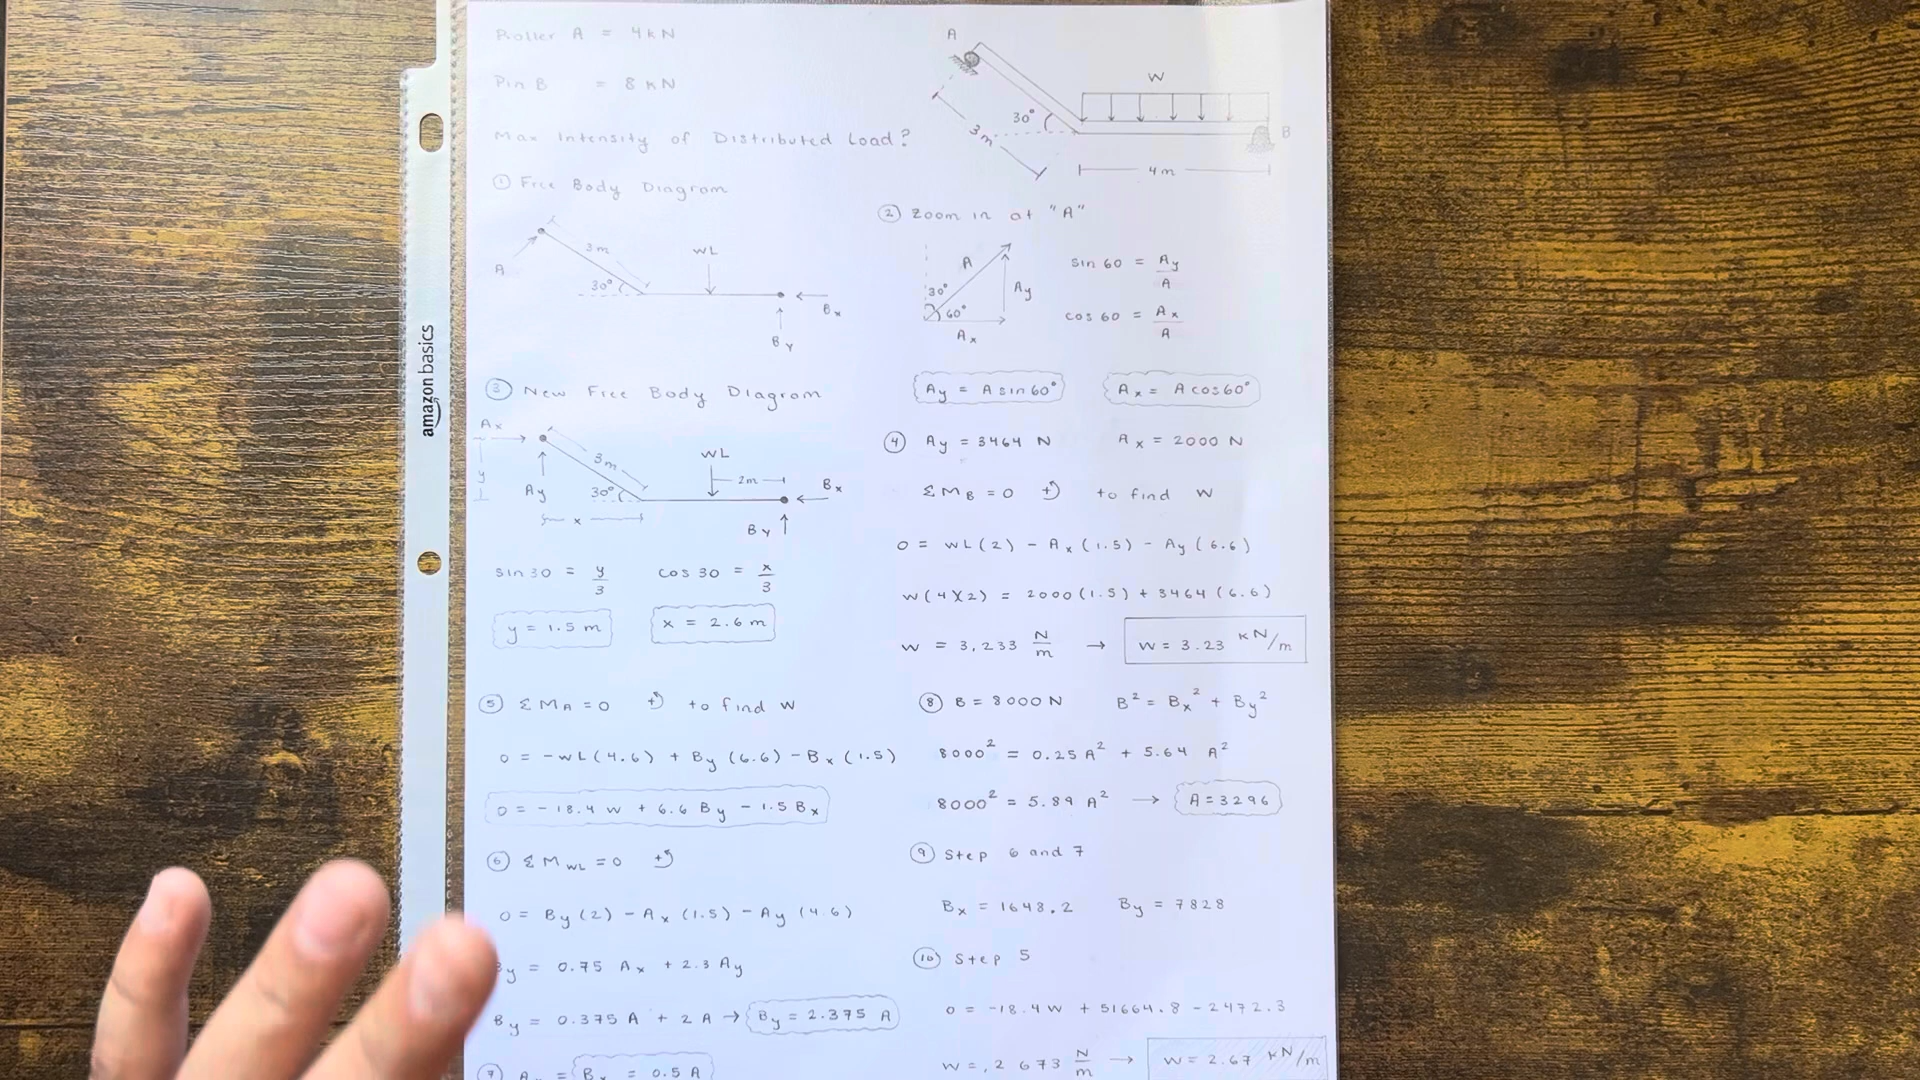 Roller A = 4 kN
Pin B = 8 kN
Max Intensity of Distributed Load?
A
W
30°
3m
B
4m
① Free Body Diagram
3m
WL
A
30°
Bx
By
② Zoom in at "A"
A
30°
60°
Ay
Ax
sin 60 = Ay/A
cos 60 = Ax/A
Ay = A sin 60°
Ax = A cos 60°
③ New Free Body Diagram
Ax
3m
WL
y
2m
Bx
Ay
30°
x
By
sin 30 = y/3
cos 30 = x/3
y = 1.5 m
x = 2.6 m
④ Ay = 3464 N
Ax = 2000 N
ΣMB = 0 +↺ to find W
0 = WL(2) - Ax(1.5) - Ay(6.6)
W(4)(2) = 2000(1.5) + 3464(6.6)
W = 3,233 N/m → W = 3.23 kN/m
⑤ ΣMA = 0 +↺ to find W
0 = -WL(4.6) + By(6.6) - Bx(1.5)
0 = -18.4 W + 6.6 By - 1.5 Bx
⑥ ΣMWL = 0 +↺
0 = By(2) - Ax(1.5) - Ay(4.6)
By = 0.75 Ax + 2.3 Ay
By = 0.375 A + 2 A → By = 2.375 A
⑦ = Bx = 0.5 A
⑧ B = 8000 N
B² = Bx² + By²
8000² = 0.25 A² + 5.64 A²
8000² = 5.89 A² → A = 3296
⑨ Step 6 and 7
Bx = 1648.2
By = 7828
⑩ Step 5
0 = -18.4 W + 51664.8 - 2472.3
W = , 2 673 N/m → W = 2.67 kN/m
amazon basics